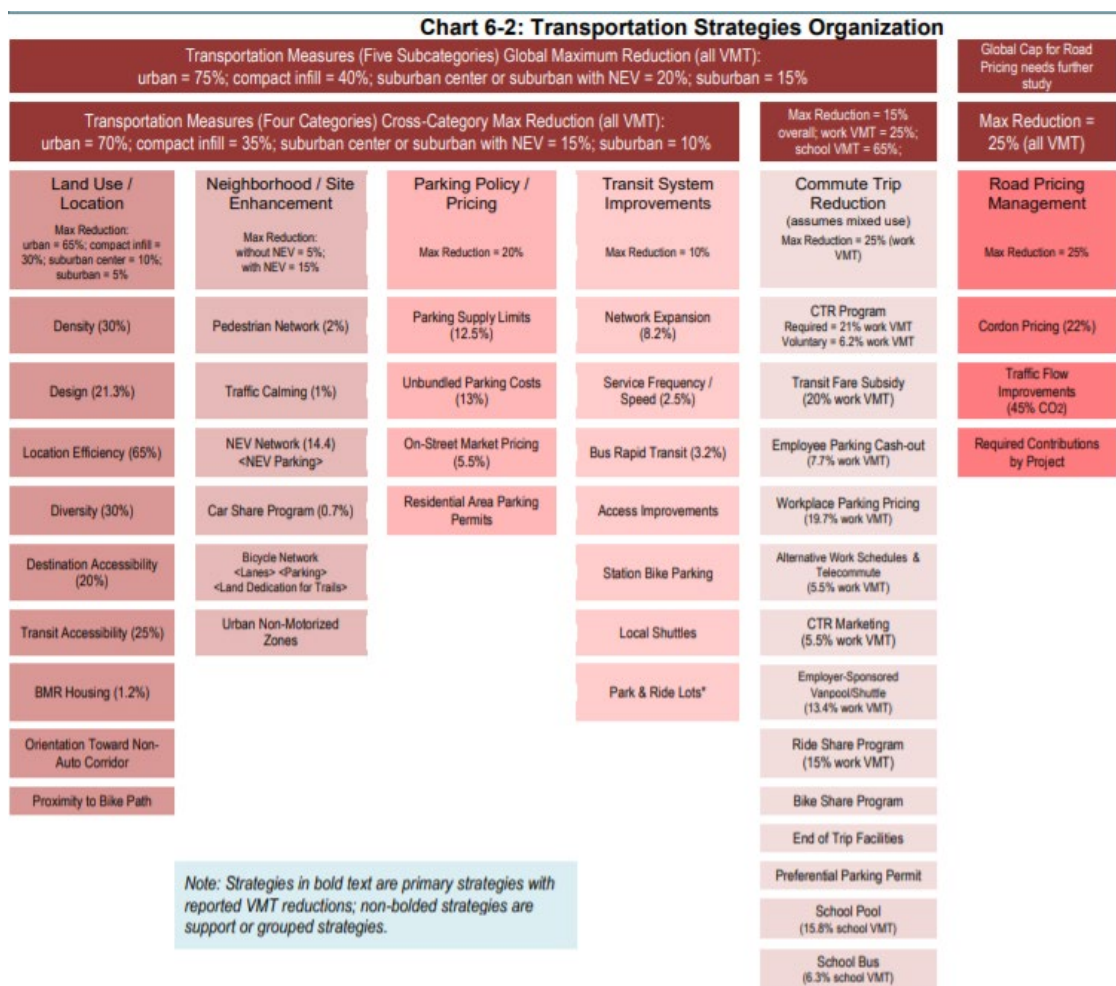 Chart 6-2: Transportation Strategies Organization
Transportation Measures (Five Subcategories) Global Maximum Reduction (all VMT):
urban = 75%; compact infill = 40%; suburban center or suburban with NEV = 20%; suburban = 15%
Global Cap for Road
Pricing needs further
study
Transportation Measures (Four Categories) Cross-Category Max Reduction (all VMT):
urban = 70%; compact infill = 35%; suburban center or suburban with NEV = 15%; suburban = 10%
Max Reduction = 15%
overall; work VMT = 25%;
school VMT = 65%;
Max Reduction =
25% (all VMT)
Land Use /
Location
Max Reduction:
urban = 65%; compact infill =
30%; suburban center = 10%;
suburban = 5%
Density (30%)
Design (21.3%)
Location Efficiency (65%)
Diversity (30%)
Destination Accessibility
(20%)
Transit Accessibility (25%)
BMR Housing (1.2%)
Orientation Toward Non-
Auto Corridor
Proximity to Bike Path
Neighborhood / Site
Enhancement
Max Reduction:
without NEV = 5%;
with NEV = 15%
Pedestrian Network (2%)
Traffic Calming (1%)
NEV Network (14.4)
<NEV Parking>
Car Share Program (0.7%)
Bicycle Network
<Lanes> <Parking>
<Land Dedication for Trails>
Urban Non-Motorized
Zones
Parking Policy /
Pricing
Max Reduction = 20%
Parking Supply Limits
(12.5%)
Unbundled Parking Costs
(13%)
On-Street Market Pricing
(5.5%)
Residential Area Parking
Permits
Transit System
Improvements
Max Reduction = 10%
Network Expansion
(8.2%)
Service Frequency /
Speed (2.5%)
Bus Rapid Transit (3.2%)
Access Improvements
Station Bike Parking
Local Shuttles
Park & Ride Lots*
Commute Trip
Reduction
(assumes mixed use)
Max Reduction = 25% (work
VMT)
CTR Program
Required = 21% work VMT
Voluntary = 6.2% work VMT
Transit Fare Subsidy
(20% work VMT)
Employee Parking Cash-out
(7.7% work VMT)
Workplace Parking Pricing
(19.7% work VMT)
Alternative Work Schedules &
Telecommute
(5.5% work VMT)
CTR Marketing
(5.5% work VMT)
Employer-Sponsored
Vanpool/Shuttle
(13.4% work VMT)
Ride Share Program
(15% work VMT)
Bike Share Program
End of Trip Facilities
Preferential Parking Permit
School Pool
(15.8% school VMT)
School Bus
(6.3% school VMT)
Road Pricing
Management
Max Reduction = 25%
Cordon Pricing (22%)
Traffic Flow
Improvements
(45% CO2)
Required Contributions
by Project
Note: Strategies in bold text are primary strategies with
reported VMT reductions; non-bolded strategies are
support or grouped strategies.